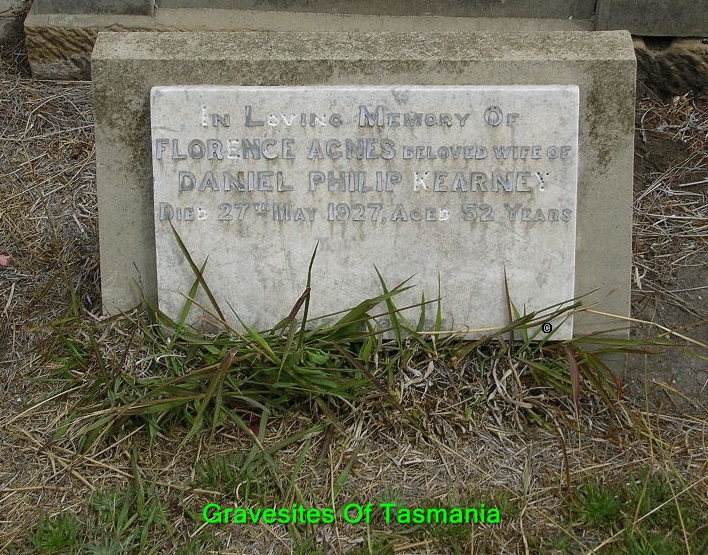 In Loving Memory Of
FLORENCE AGNES BELOVED WIFE OF
DANIEL PHILIP KEARNEY
Died 27TH May 1927, Aged 52 Years
©
Gravesites Of Tasmania